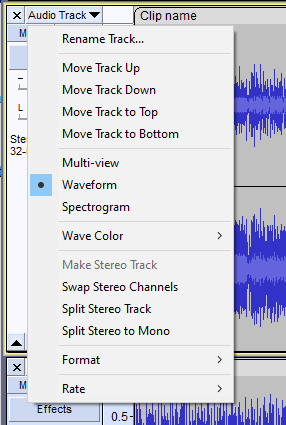 Audio Track
Clip name
M
Rename Track...
Move Track Up
Move Track Down
Move Track to Top
Move Track to Bottom
L
Ste
32-
Multi-view
Waveform
Spectrogram
Wave Color
Make Stereo Track
Swap Stereo Channels
Split Stereo Track
Split Stereo to Mono
Format
Rate
M
Effects
0.5